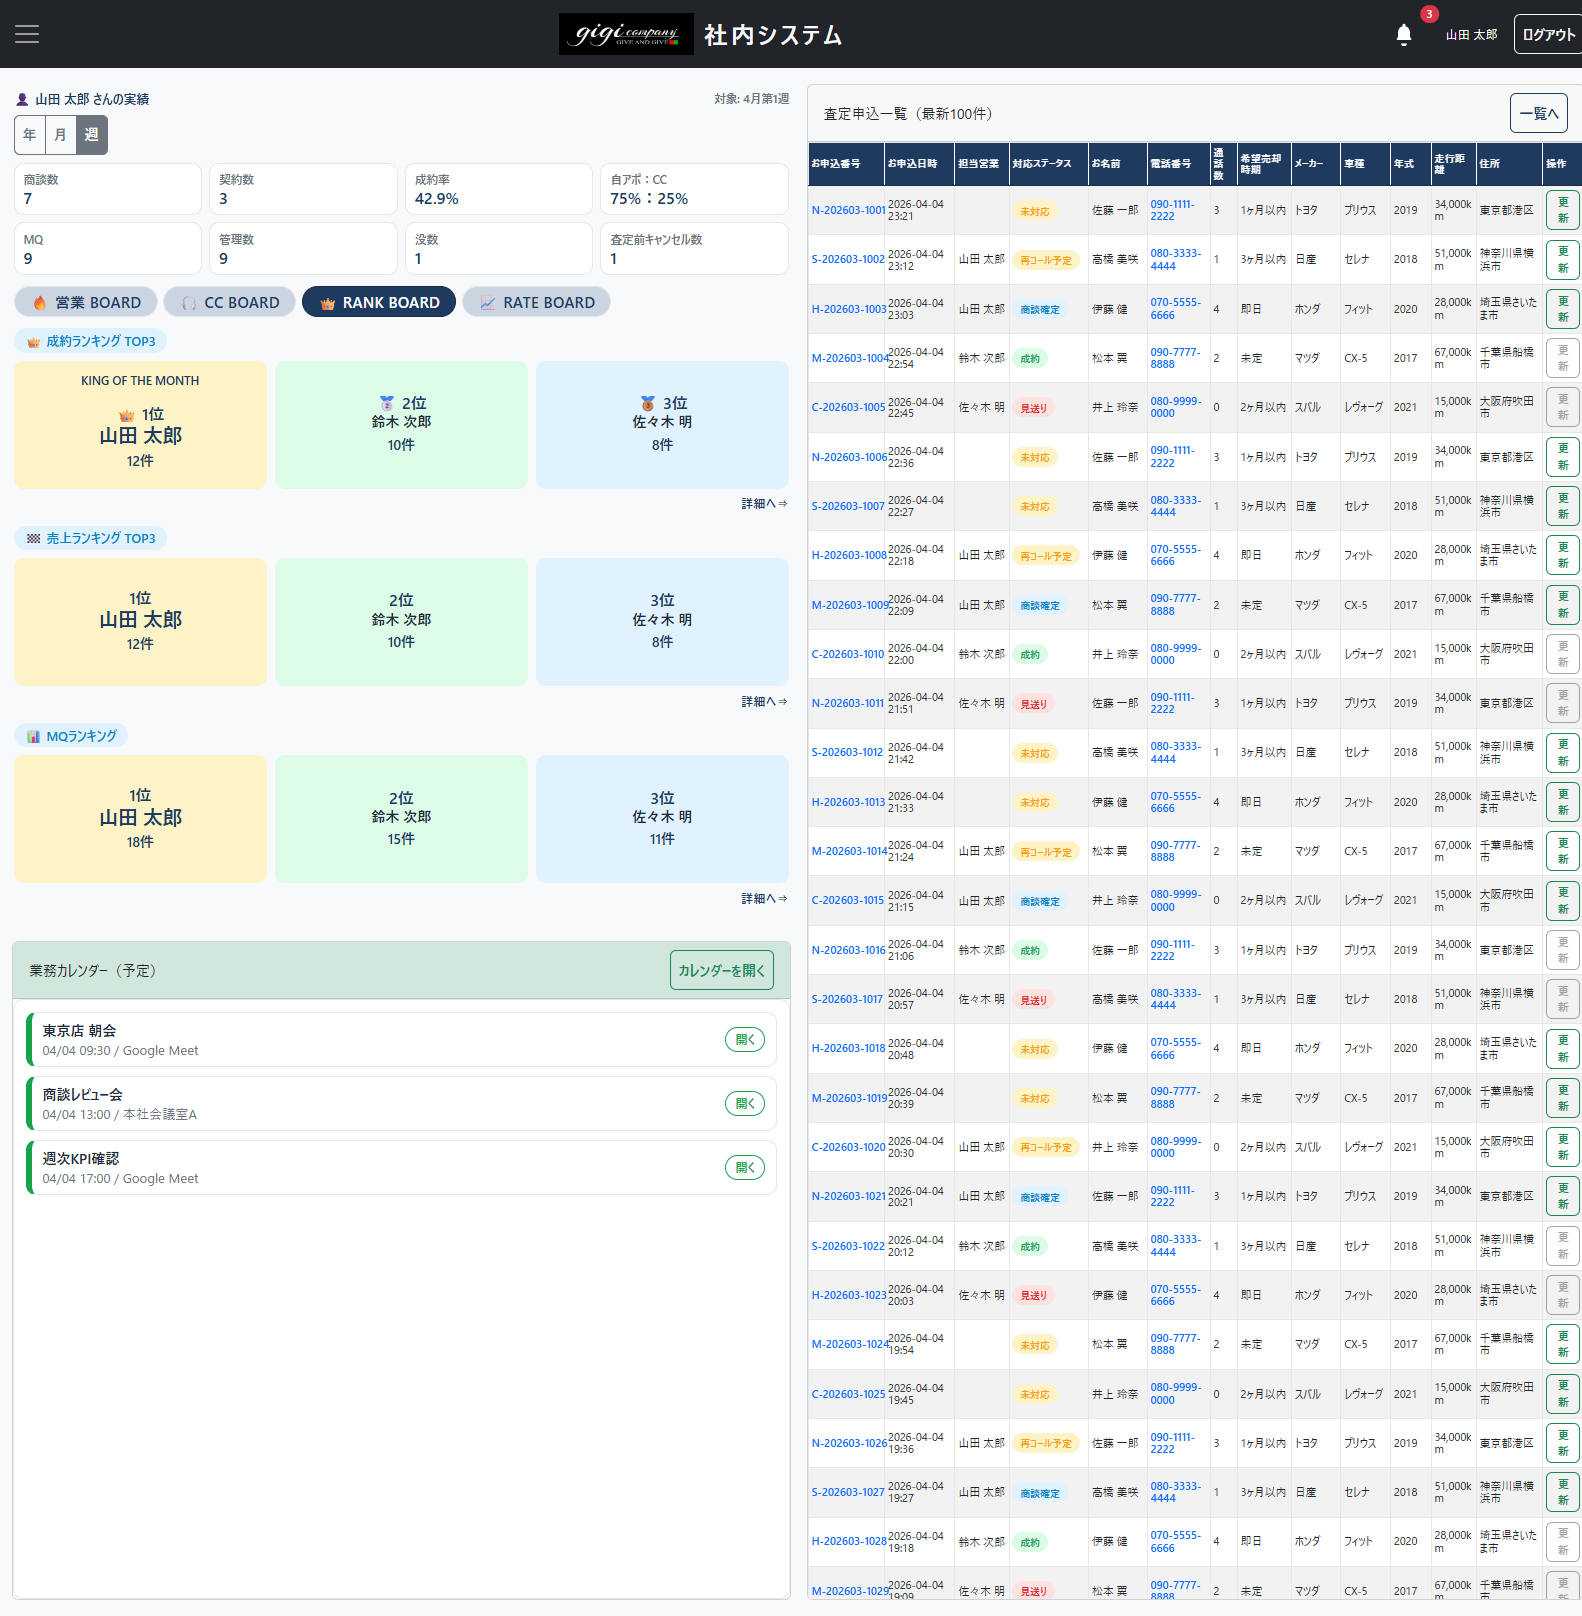 gigi company
GIVE AND GIVE
社内システム
3
山田 太郎
ログアウト
山田 太郎 さんの実績
対象: 4月第1週
年 月 週
商談数
7
契約数
3
成約率
42.9%
自アポ：CC
75%：25%
MQ
9
管理数
9
没数
1
査定前キャンセル数
1
営業 BOARD
CC BOARD
RANK BOARD
RATE BOARD
成約ランキング TOP3
KING OF THE MONTH
1位
山田 太郎
12件
2位
鈴木 次郎
10件
3位
佐々木 明
8件
詳細へ⇒
売上ランキング TOP3
1位
山田 太郎
12件
2位
鈴木 次郎
10件
3位
佐々木 明
8件
詳細へ⇒
MQランキング
1位
山田 太郎
18件
2位
鈴木 次郎
15件
3位
佐々木 明
11件
詳細へ⇒
業務カレンダー（予定）
カレンダーを開く
東京店 朝会
04/04 09:30 / Google Meet
開く
商談レビュー会
04/04 13:00 / 本社会議室A
開く
週次KPI確認
04/04 17:00 / Google Meet
開く
査定申込一覧（最新100件）
一覧へ
お申込番号 お申込日時 担当営業 対応ステータス お名前 電話番号 通話数 希望売却時期 メーカー 車種 年式 走行距離 住所 操作
N-202603-1001 2026-04-04 23:21 未対応 佐藤 一郎 090-1111-2222 3 1ヶ月以内 トヨタ プリウス 2019 34,000km 東京都港区 更新
S-202603-1002 2026-04-04 23:12 山田 太郎 再コール予定 高橋 美咲 080-3333-4444 1 3ヶ月以内 日産 セレナ 2018 51,000km 神奈川県横浜市 更新
H-202603-1003 2026-04-04 23:03 山田 太郎 商談確定 伊藤 健 070-5555-6666 4 即日 ホンダ フィット 2020 28,000km 埼玉県さいたま市 更新
M-202603-1004 2026-04-04 22:54 鈴木 次郎 成約 松本 翼 090-7777-8888 2 未定 マツダ CX-5 2017 67,000km 千葉県船橋市 更新
C-202603-1005 2026-04-04 22:45 佐々木 明 見送り 井上 玲奈 080-9999-0000 0 2ヶ月以内 スバル レヴォーグ 2021 15,000km 大阪府吹田市 更新
N-202603-1006 2026-04-04 22:36 未対応 佐藤 一郎 090-1111-2222 3 1ヶ月以内 トヨタ プリウス 2019 34,000km 東京都港区 更新
S-202603-1007 2026-04-04 22:27 未対応 高橋 美咲 080-3333-4444 1 3ヶ月以内 日産 セレナ 2018 51,000km 神奈川県横浜市 更新
H-202603-1008 2026-04-04 22:18 山田 太郎 再コール予定 伊藤 健 070-5555-6666 4 即日 ホンダ フィット 2020 28,000km 埼玉県さいたま市 更新
M-202603-1009 2026-04-04 22:09 山田 太郎 商談確定 松本 翼 090-7777-8888 2 未定 マツダ CX-5 2017 67,000km 千葉県船橋市 更新
C-202603-1010 2026-04-04 22:00 鈴木 次郎 成約 井上 玲奈 080-9999-0000 0 2ヶ月以内 スバル レヴォーグ 2021 15,000km 大阪府吹田市 更新
N-202603-1011 2026-04-04 21:51 佐々木 明 見送り 佐藤 一郎 090-1111-2222 3 1ヶ月以内 トヨタ プリウス 2019 34,000km 東京都港区 更新
S-202603-1012 2026-04-04 21:42 未対応 高橋 美咲 080-3333-4444 1 3ヶ月以内 日産 セレナ 2018 51,000km 神奈川県横浜市 更新
H-202603-1013 2026-04-04 21:33 未対応 伊藤 健 070-5555-6666 4 即日 ホンダ フィット 2020 28,000km 埼玉県さいたま市 更新
M-202603-1014 2026-04-04 21:24 山田 太郎 再コール予定 松本 翼 090-7777-8888 2 未定 マツダ CX-5 2017 67,000km 千葉県船橋市 更新
C-202603-1015 2026-04-04 21:15 山田 太郎 商談確定 井上 玲奈 080-9999-0000 0 2ヶ月以内 スバル レヴォーグ 2021 15,000km 大阪府吹田市 更新
N-202603-1016 2026-04-04 21:06 鈴木 次郎 成約 佐藤 一郎 090-1111-2222 3 1ヶ月以内 トヨタ プリウス 2019 34,000km 東京都港区 更新
S-202603-1017 2026-04-04 20:57 佐々木 明 見送り 高橋 美咲 080-3333-4444 1 3ヶ月以内 日産 セレナ 2018 51,000km 神奈川県横浜市 更新
H-202603-1018 2026-04-04 20:48 未対応 伊藤 健 070-5555-6666 4 即日 ホンダ フィット 2020 28,000km 埼玉県さいたま市 更新
M-202603-1019 2026-04-04 20:39 未対応 松本 翼 090-7777-8888 2 未定 マツダ CX-5 2017 67,000km 千葉県船橋市 更新
C-202603-1020 2026-04-04 20:30 山田 太郎 再コール予定 井上 玲奈 080-9999-0000 0 2ヶ月以内 スバル レヴォーグ 2021 15,000km 大阪府吹田市 更新
N-202603-1021 2026-04-04 20:21 山田 太郎 商談確定 佐藤 一郎 090-1111-2222 3 1ヶ月以内 トヨタ プリウス 2019 34,000km 東京都港区 更新
S-202603-1022 2026-04-04 20:12 鈴木 次郎 成約 高橋 美咲 080-3333-4444 1 3ヶ月以内 日産 セレナ 2018 51,000km 神奈川県横浜市 更新
H-202603-1023 2026-04-04 20:03 佐々木 明 見送り 伊藤 健 070-5555-6666 4 即日 ホンダ フィット 2020 28,000km 埼玉県さいたま市 更新
M-202603-1024 2026-04-04 19:54 未対応 松本 翼 090-7777-8888 2 未定 マツダ CX-5 2017 67,000km 千葉県船橋市 更新
C-202603-1025 2026-04-04 19:45 未対応 井上 玲奈 080-9999-0000 0 2ヶ月以内 スバル レヴォーグ 2021 15,000km 大阪府吹田市 更新
N-202603-1026 2026-04-04 19:36 山田 太郎 再コール予定 佐藤 一郎 090-1111-2222 3 1ヶ月以内 トヨタ プリウス 2019 34,000km 東京都港区 更新
S-202603-1027 2026-04-04 19:27 山田 太郎 商談確定 高橋 美咲 080-3333-4444 1 3ヶ月以内 日産 セレナ 2018 51,000km 神奈川県横浜市 更新
H-202603-1028 2026-04-04 19:18 鈴木 次郎 成約 伊藤 健 070-5555-6666 4 即日 ホンダ フィット 2020 28,000km 埼玉県さいたま市 更新
M-202603-1029 2026-04-04 19:09 佐々木 明 見送り 松本 翼 090-7777-8888 2 未定 マツダ CX-5 2017 67,000km 千葉県船橋市 更